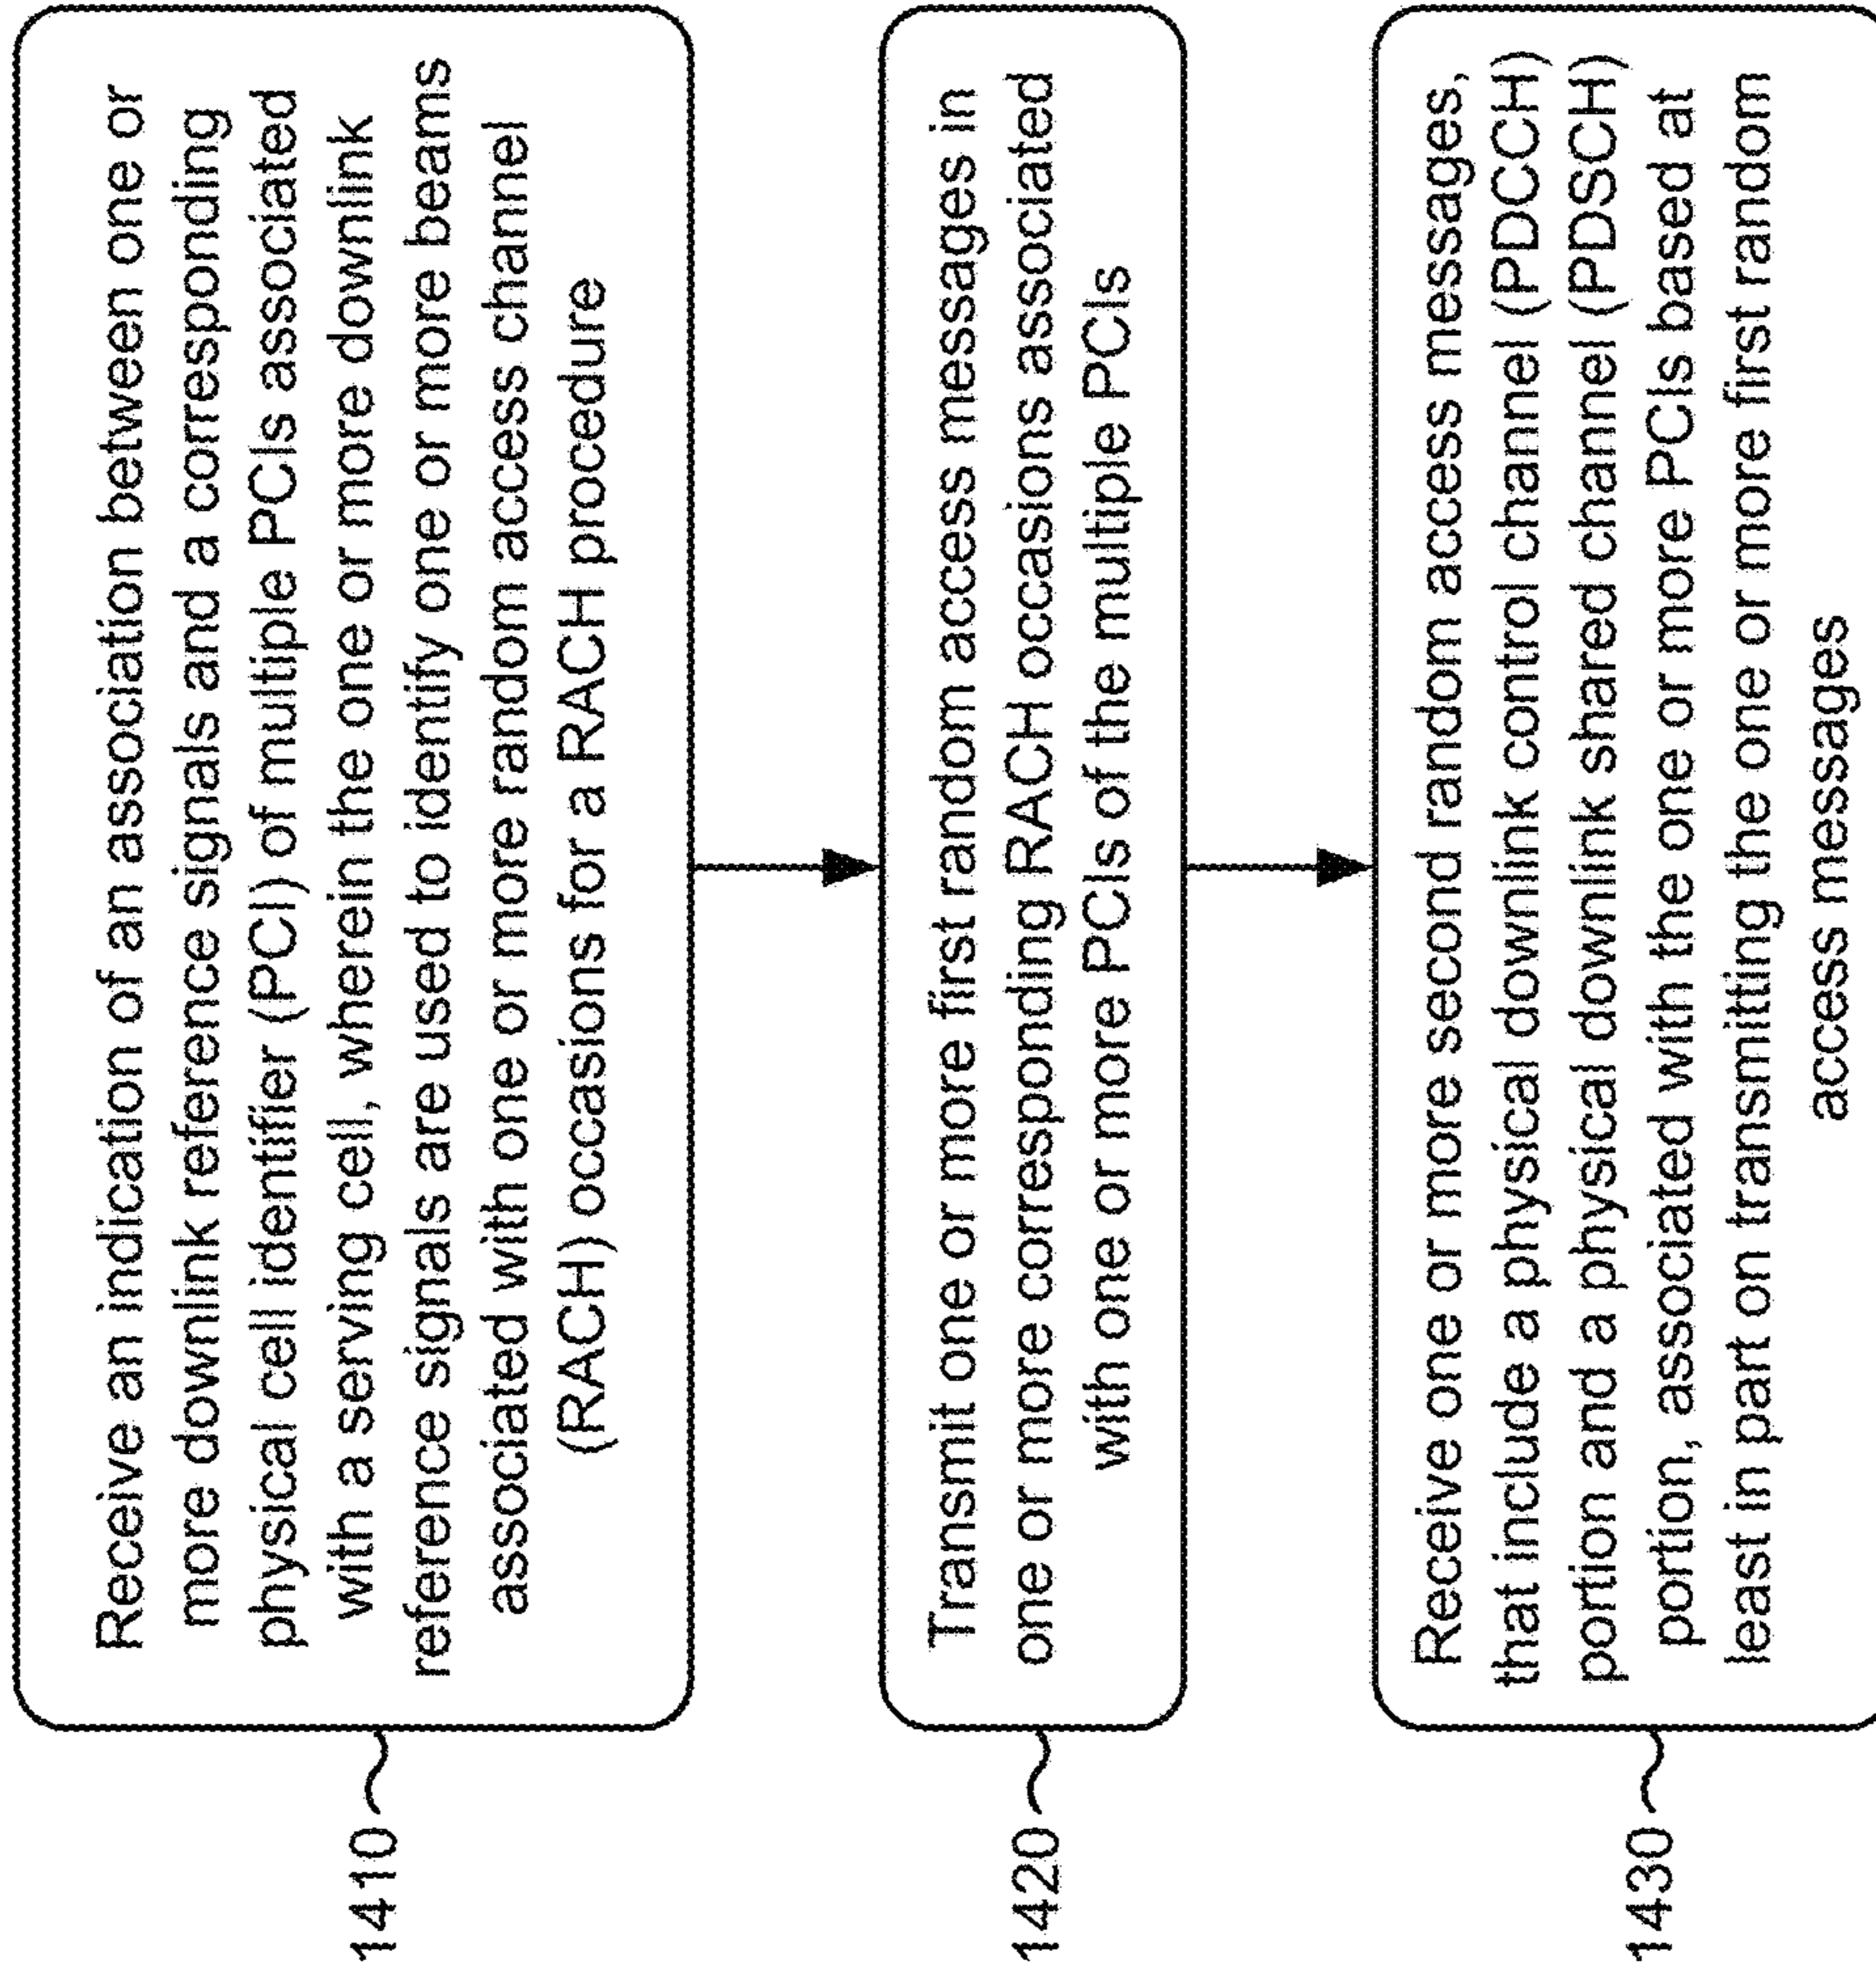 1410
Receive an indication of an association between one or
more downlink reference signals and a corresponding
physical cell identifier (PCI) of multiple PCIs associated
with a serving cell, wherein the one or more downlink
reference signals are used to identify one or more beams
associated with one or more random access channel
(RACH) occasions for a RACH procedure
1420
Transmit one or more first random access messages in
one or more corresponding RACH occasions associated
with one or more PCIs of the multiple PCIs
1430
Receive one or more second random access messages,
that include a physical downlink control channel (PDCCH)
portion and a physical downlink shared channel (PDSCH)
portion, associated with the one or more PCIs based at
least in part on transmitting the one or more first random
access messages